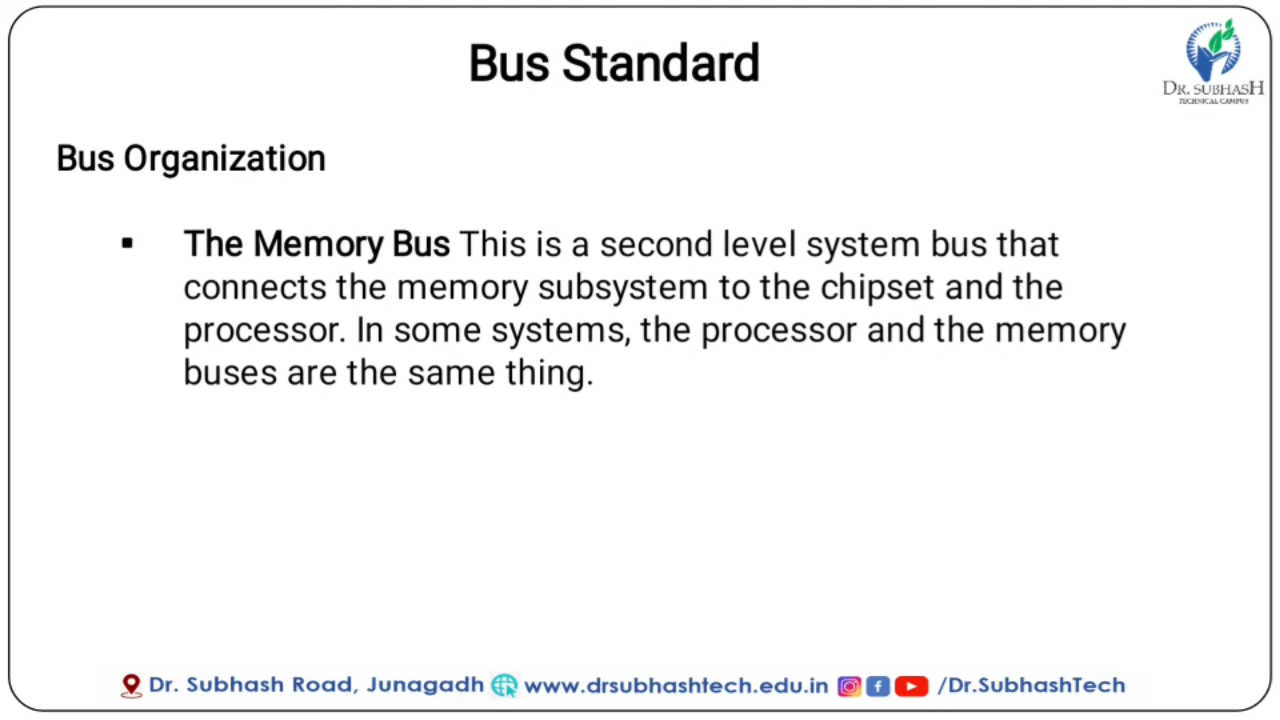 Bus Standard
DR. SUBHASH
TECHNICAL CAMPUS
Bus Organization
▪ The Memory Bus This is a second level system bus that
connects the memory subsystem to the chipset and the
processor. In some systems, the processor and the memory
buses are the same thing.
Dr. Subhash Road, Junagadh www.drsubhashtech.edu.in /Dr.SubhashTech